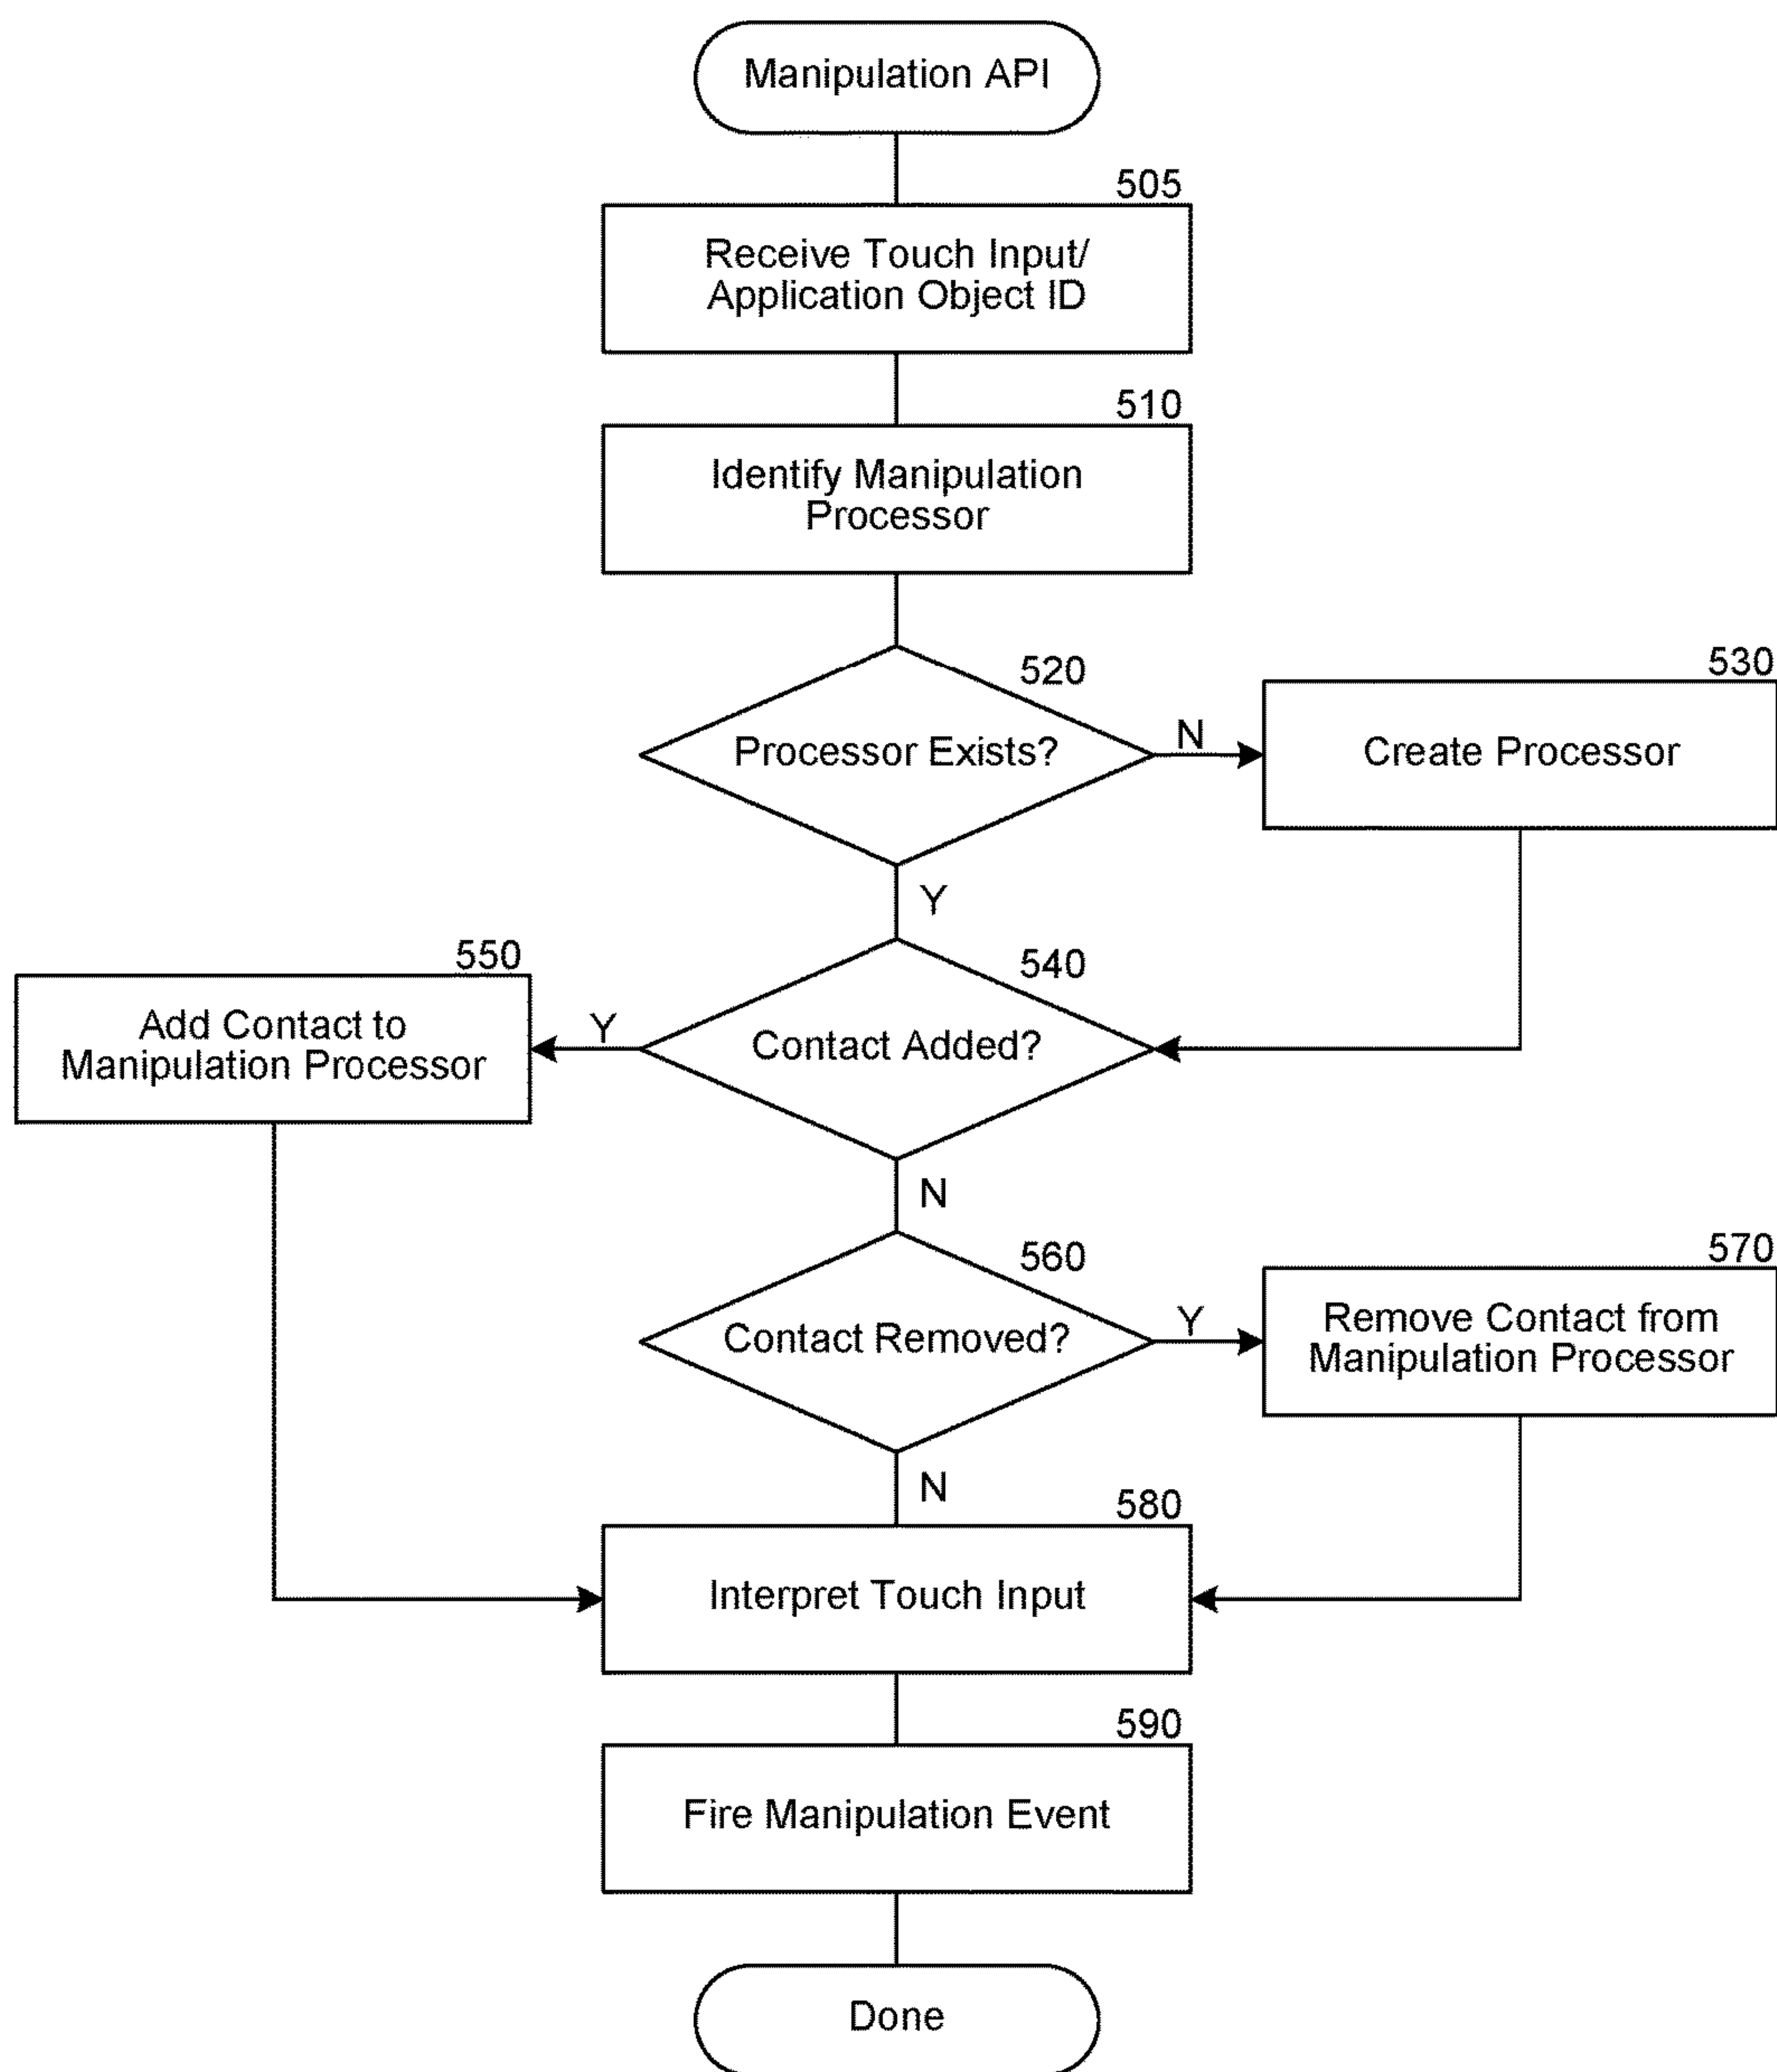 Manipulation API
505
Receive Touch Input/
Application Object ID
510
Identify Manipulation
Processor
520
Processor Exists?
N
530
Create Processor
Y
540
Contact Added?
Y
550
Add Contact to
Manipulation Processor
N
560
Contact Removed?
Y
570
Remove Contact from
Manipulation Processor
N
580
Interpret Touch Input
590
Fire Manipulation Event
Done